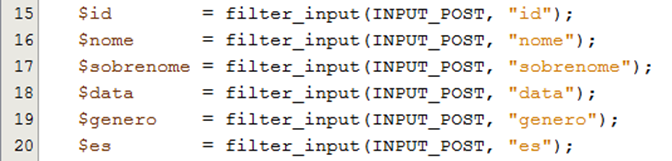 15 $id = filter_input(INPUT_POST, "id");
16 $nome = filter_input(INPUT_POST, "nome");
17 $sobrenome = filter_input(INPUT_POST, "sobrenome");
18 $data = filter_input(INPUT_POST, "data");
19 $genero = filter_input(INPUT_POST, "genero");
20 $es = filter_input(INPUT_POST, "es");